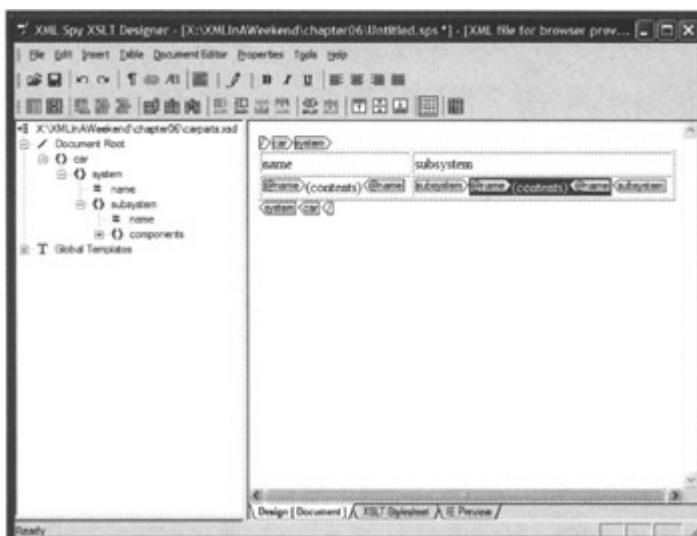 XML Spy XSLT Designer - [X:\XMLInAWeekend\chapter06\Untitled.sps *] - [XML file for browser prev...
File Edit Insert Table Document Editor Properties Tools Help
B I U
X:\XMLInAWeekend\chapter06\carparts.xsd
/ Document Root
{} car
{} system
= name
{} subsystem
= name
{} components
T Global Templates
/ car system
name subsystem
@name (contents) @name subsystem @name (contents) @name subsystem
system car /
Design [ Document ] XSLT Stylesheet IE Preview
Ready